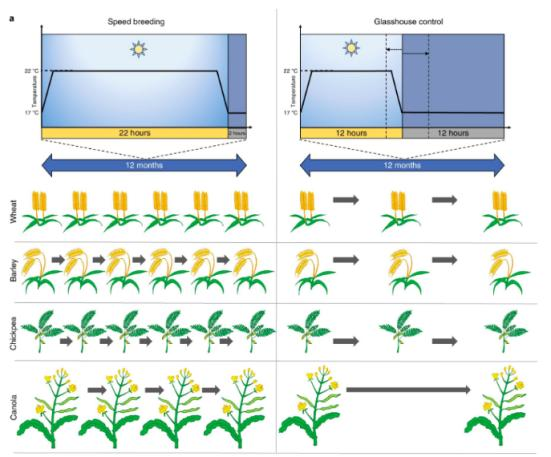 a
Speed breeding
Glasshouse control
Temperature
22 °C
17 °C
22 hours
2 hours
12 months
Temperature
22 °C
17 °C
12 hours
12 hours
12 months
Wheat
Barley
Chickpea
Canola